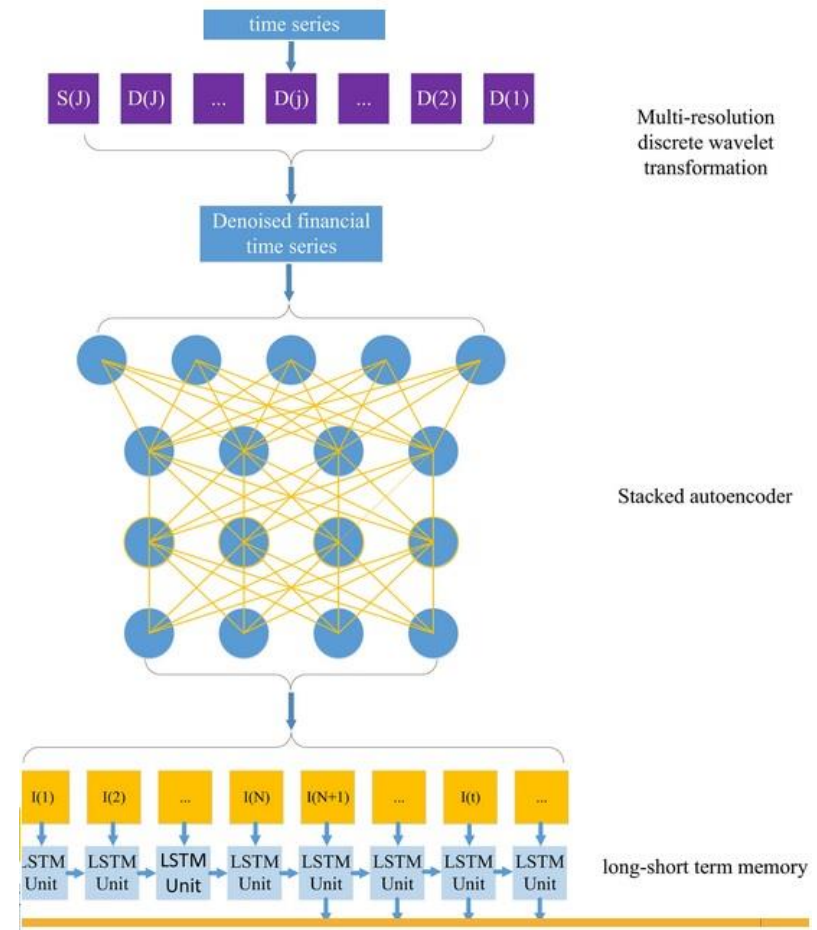 time series
S(J) D(J) ... D(j) ... D(2) D(1)
Multi-resolution
discrete wavelet
transformation
Denoised financial
time series
Stacked autoencoder
I(1) I(2) ... I(N) I(N+1) ... I(t) ...
LSTM LSTM LSTM LSTM LSTM LSTM LSTM LSTM
Unit Unit Unit Unit Unit Unit Unit Unit
long-short term memory